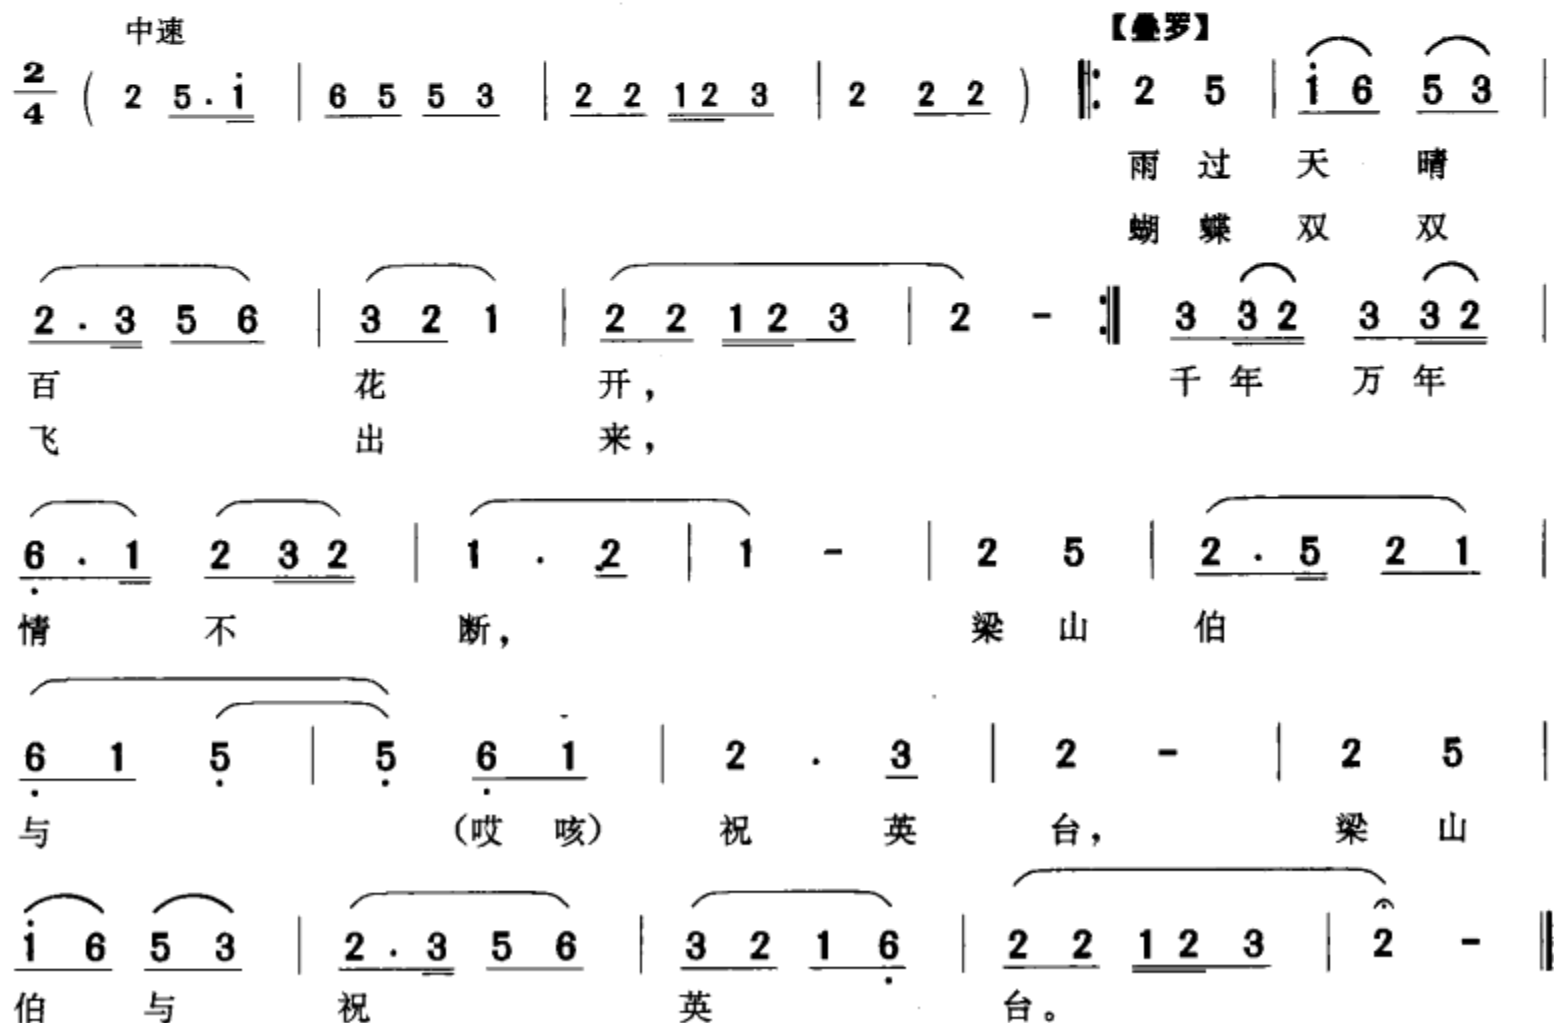 中速 【叠罗】
2/4 ( 2 5 . i̇ | 6 5 5 3 | 2 2 1 2 3 | 2 2 2 ) ‖: 2 5 | i̇ 6 5 3 |
雨 过 天 晴
蝴 蝶 双 双
2 . 3 5 6 | 3 2 1 | 2 2 1 2 3 | 2 - :‖ 3 3 2 3 3 2 |
百 花 开， 千 年 万 年
飞 出 来，
6̣ . 1 2 3 2 | 1 . 2 | 1 - | 2 5 | 2 . 5 2 1 |
情 不 断， 梁 山 伯
6̣ 1 5̣ | 5̣ 6̣ 1 | 2 . 3 | 2 - | 2 5 |
与 （哎 咳） 祝 英 台， 梁 山
i̇ 6 5 3 | 2 . 3 5 6 | 3 2 1 6̣ | 2 2 1 2 3 | 2 - ‖
伯 与 祝 英 台。